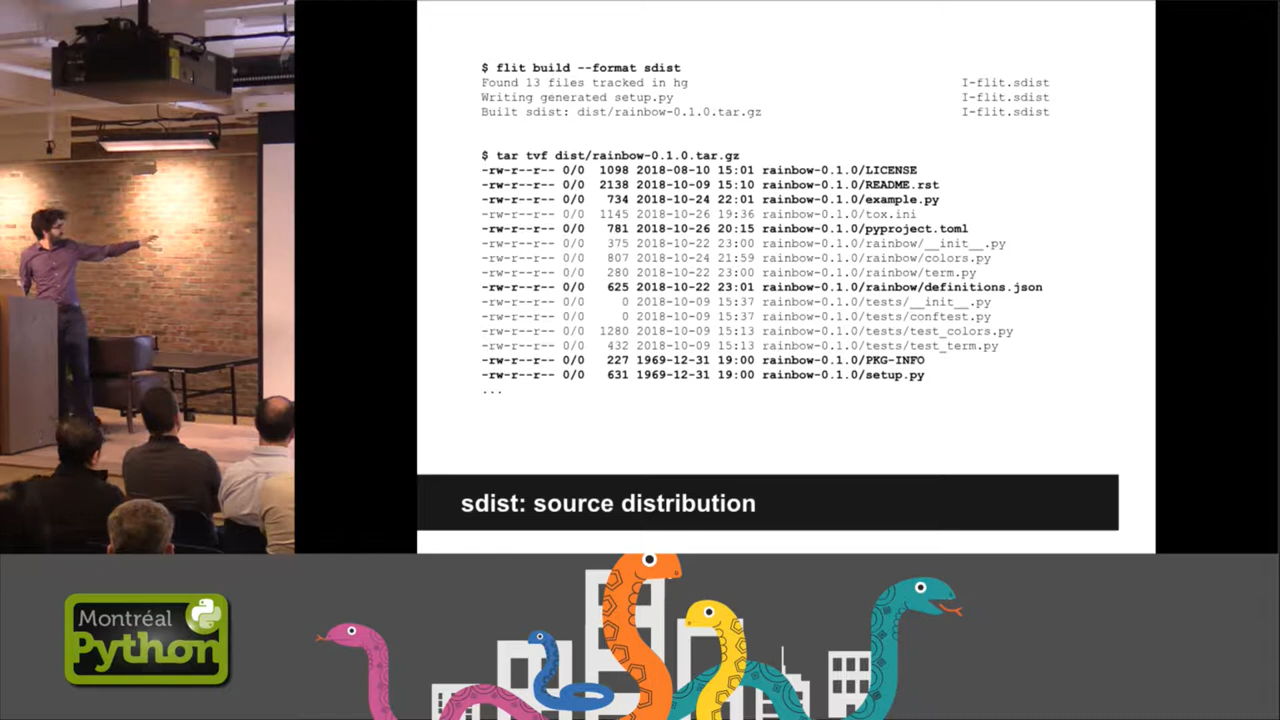 $ flit build --format sdist
Found 13 files tracked in hg I-flit.sdist
Writing generated setup.py I-flit.sdist
Built sdist: dist/rainbow-0.1.0.tar.gz I-flit.sdist
$ tar tvf dist/rainbow-0.1.0.tar.gz
-rw-r--r-- 0/0 1098 2018-08-10 15:01 rainbow-0.1.0/LICENSE
-rw-r--r-- 0/0 2138 2018-10-09 15:10 rainbow-0.1.0/README.rst
-rw-r--r-- 0/0 734 2018-10-24 22:01 rainbow-0.1.0/example.py
-rw-r--r-- 0/0 1145 2018-10-26 19:36 rainbow-0.1.0/tox.ini
-rw-r--r-- 0/0 781 2018-10-26 20:15 rainbow-0.1.0/pyproject.toml
-rw-r--r-- 0/0 375 2018-10-22 23:00 rainbow-0.1.0/rainbow/__init__.py
-rw-r--r-- 0/0 807 2018-10-24 21:59 rainbow-0.1.0/rainbow/colors.py
-rw-r--r-- 0/0 280 2018-10-22 23:00 rainbow-0.1.0/rainbow/term.py
-rw-r--r-- 0/0 625 2018-10-22 23:01 rainbow-0.1.0/rainbow/definitions.json
-rw-r--r-- 0/0 0 2018-10-09 15:37 rainbow-0.1.0/tests/__init__.py
-rw-r--r-- 0/0 0 2018-10-09 15:37 rainbow-0.1.0/tests/conftest.py
-rw-r--r-- 0/0 1280 2018-10-09 15:13 rainbow-0.1.0/tests/test_colors.py
-rw-r--r-- 0/0 432 2018-10-09 15:13 rainbow-0.1.0/tests/test_term.py
-rw-r--r-- 0/0 227 1969-12-31 19:00 rainbow-0.1.0/PKG-INFO
-rw-r--r-- 0/0 631 1969-12-31 19:00 rainbow-0.1.0/setup.py
...
sdist: source distribution
Montréal
Python